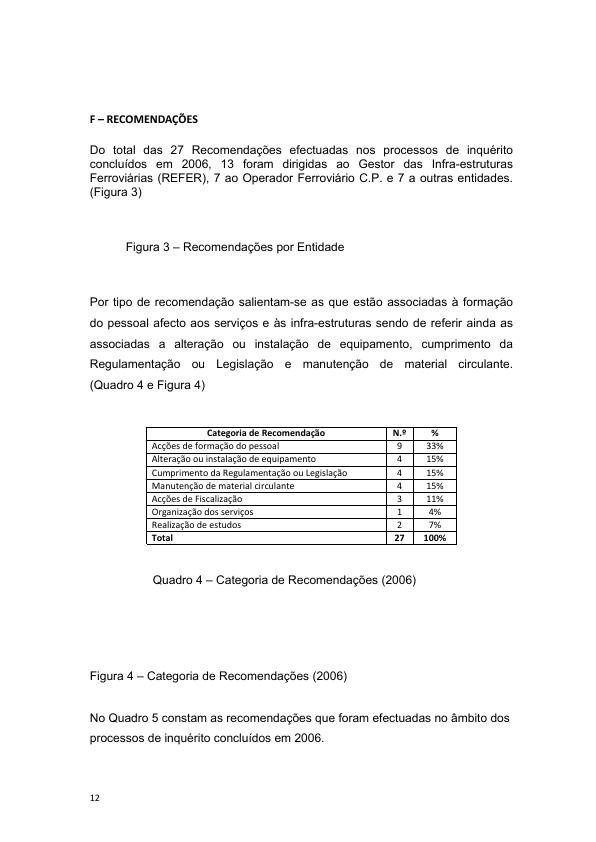 F – RECOMENDAÇÕES
Do total das 27 Recomendações efectuadas nos processos de inquérito
concluídos em 2006, 13 foram dirigidas ao Gestor das Infra-estruturas
Ferroviárias (REFER), 7 ao Operador Ferroviário C.P. e 7 a outras entidades.
(Figura 3)
Figura 3 – Recomendações por Entidade
Por tipo de recomendação salientam-se as que estão associadas à formação
do pessoal afecto aos serviços e às infra-estruturas sendo de referir ainda as
associadas a alteração ou instalação de equipamento, cumprimento da
Regulamentação ou Legislação e manutenção de material circulante.
(Quadro 4 e Figura 4)
Categoria de Recomendação N.º %
Acções de formação do pessoal 9 33%
Alteração ou instalação de equipamento 4 15%
Cumprimento da Regulamentação ou Legislação 4 15%
Manutenção de material circulante 4 15%
Acções de Fiscalização 3 11%
Organização dos serviços 1 4%
Realização de estudos 2 7%
Total 27 100%
Quadro 4 – Categoria de Recomendações (2006)
Figura 4 – Categoria de Recomendações (2006)
No Quadro 5 constam as recomendações que foram efectuadas no âmbito dos
processos de inquérito concluídos em 2006.
12